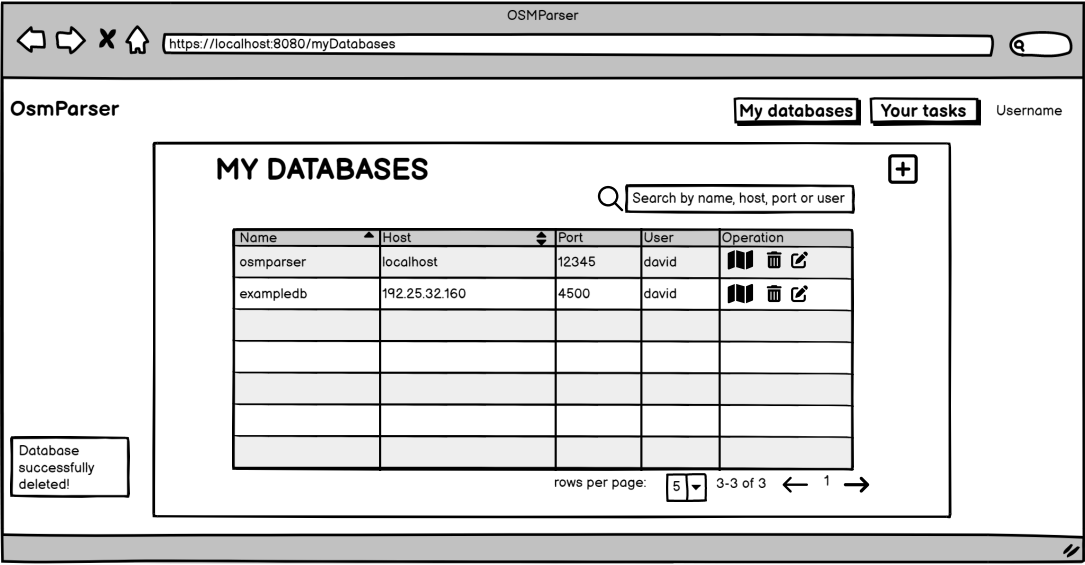 OSMParser
https://localhost:8080/myDatabases
OsmParser
My databases
Your tasks
Username
MY DATABASES
Search by name, host, port or user
Name Host Port User Operation
osmparser localhost 12345 david
exampledb 192.25.32.160 4500 david
Database
successfully
deleted!
rows per page: 5 3-3 of 3 1